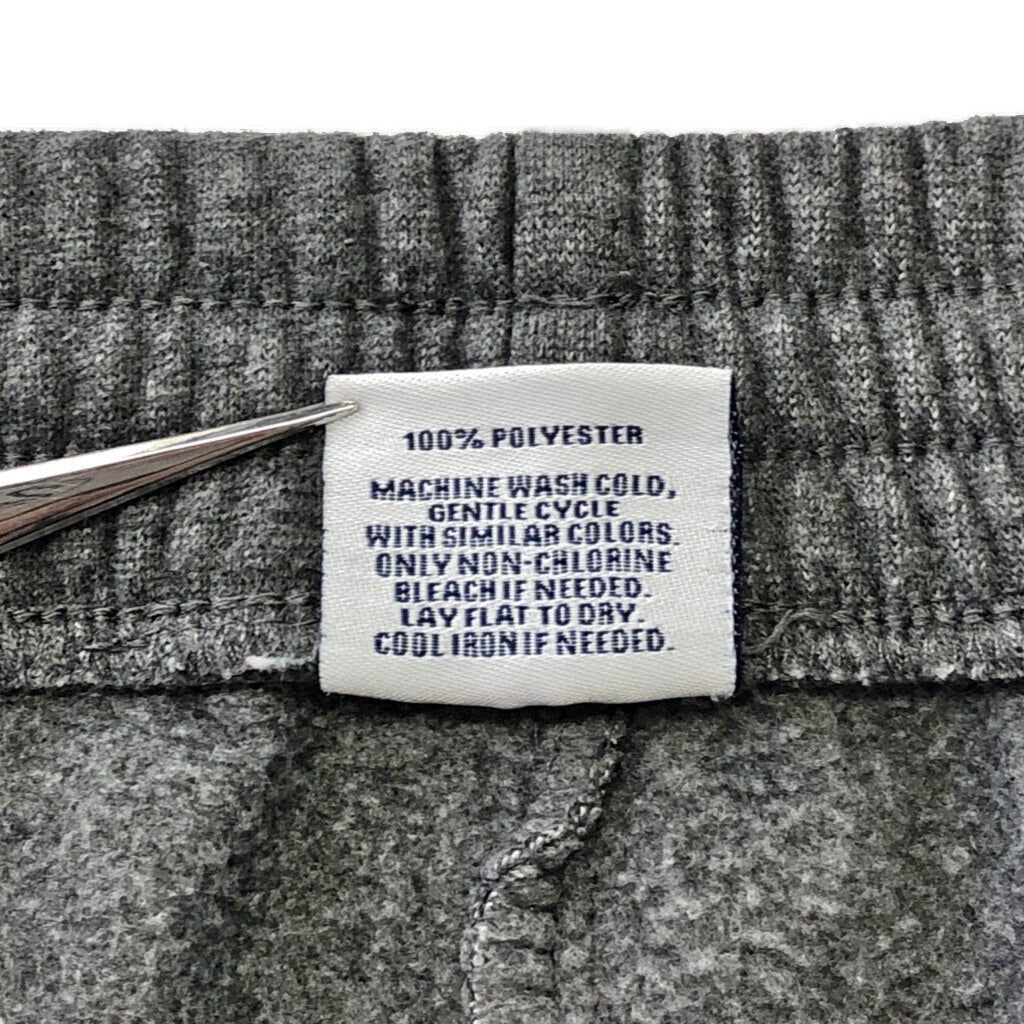 100% POLYESTER
MACHINE WASH COLD,
GENTLE CYCLE
WITH SIMILAR COLORS.
ONLY NON-CHLORINE
BLEACH IF NEEDED.
LAY FLAT TO DRY.
COOL IRON IF NEEDED.